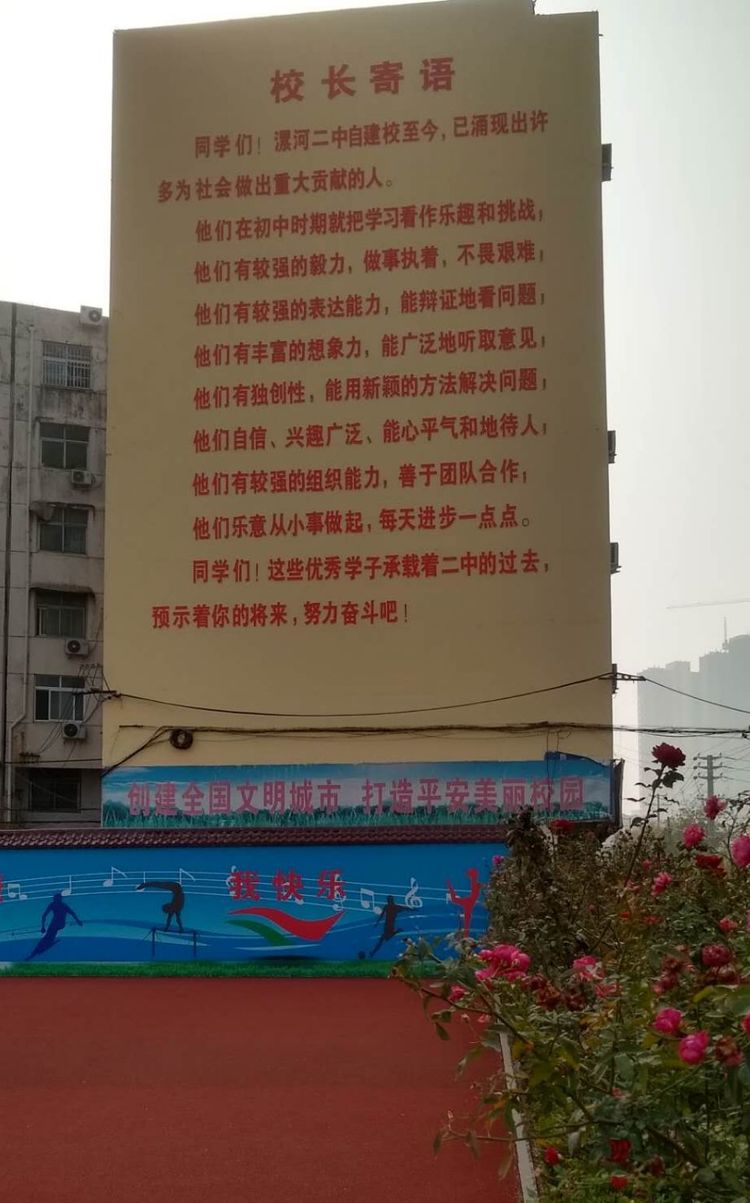 校长寄语
同学们！漯河二中自建校至今，已涌现出许
多为社会做出重大贡献的人。
他们在初中时期就把学习看作乐趣和挑战；
他们有较强的毅力，做事执着，不畏艰难；
他们有较强的表达能力，能辩证地看问题；
他们有丰富的想象力，能广泛地听取意见；
他们有独创性，能用新颖的方法解决问题；
他们自信、兴趣广泛、能心平气和地待人；
他们有较强的组织能力，善于团队合作；
他们乐意从小事做起，每天进步一点点。
同学们！这些优秀学子承载着二中的过去，
预示着你的将来，努力奋斗吧！
创建全国文明城市 打造平安美丽校园
我快乐